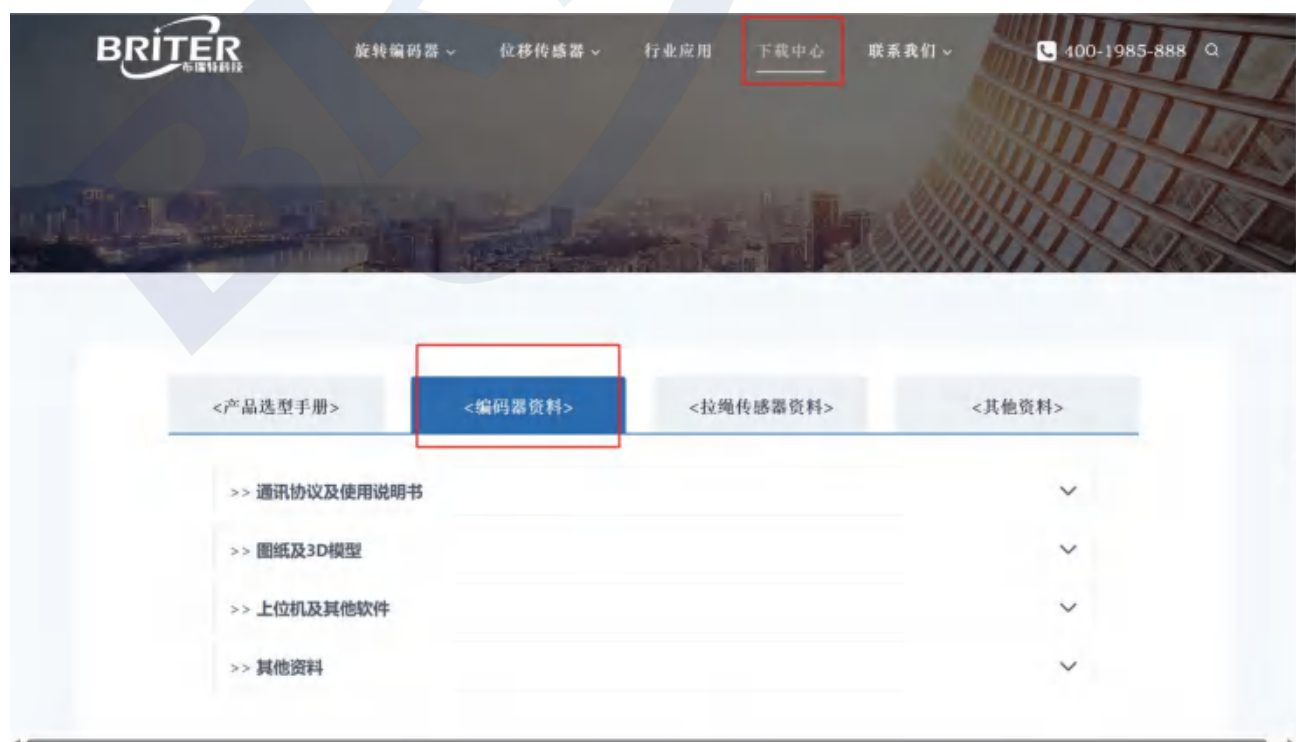 BRITER
布瑞特科技
旋转编码器 位移传感器 行业应用 下载中心 联系我们 400-1985-888
<产品选型手册> <编码器资料> <拉绳传感器资料> <其他资料>
>> 通讯协议及使用说明书
>> 图纸及3D模型
>> 上位机及其他软件
>> 其他资料